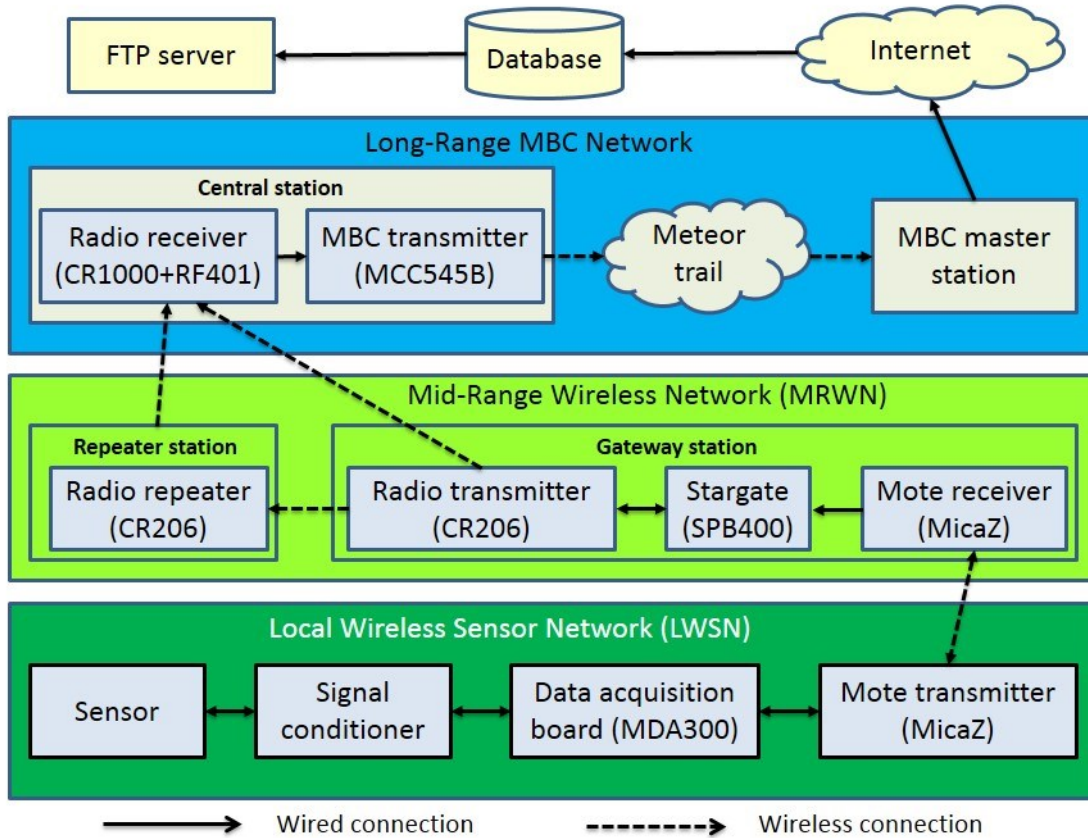 FTP server
Database
Internet
Long-Range MBC Network
Central station
Radio receiver
(CR1000+RF401)
MBC transmitter
(MCC545B)
Meteor
trail
MBC master
station
Mid-Range Wireless Network (MRWN)
Repeater station
Radio repeater
(CR206)
Gateway station
Radio transmitter
(CR206)
Stargate
(SPB400)
Mote receiver
(MicaZ)
Local Wireless Sensor Network (LWSN)
Sensor
Signal
conditioner
Data acquisition
board (MDA300)
Mote transmitter
(MicaZ)
Wired connection
Wireless connection